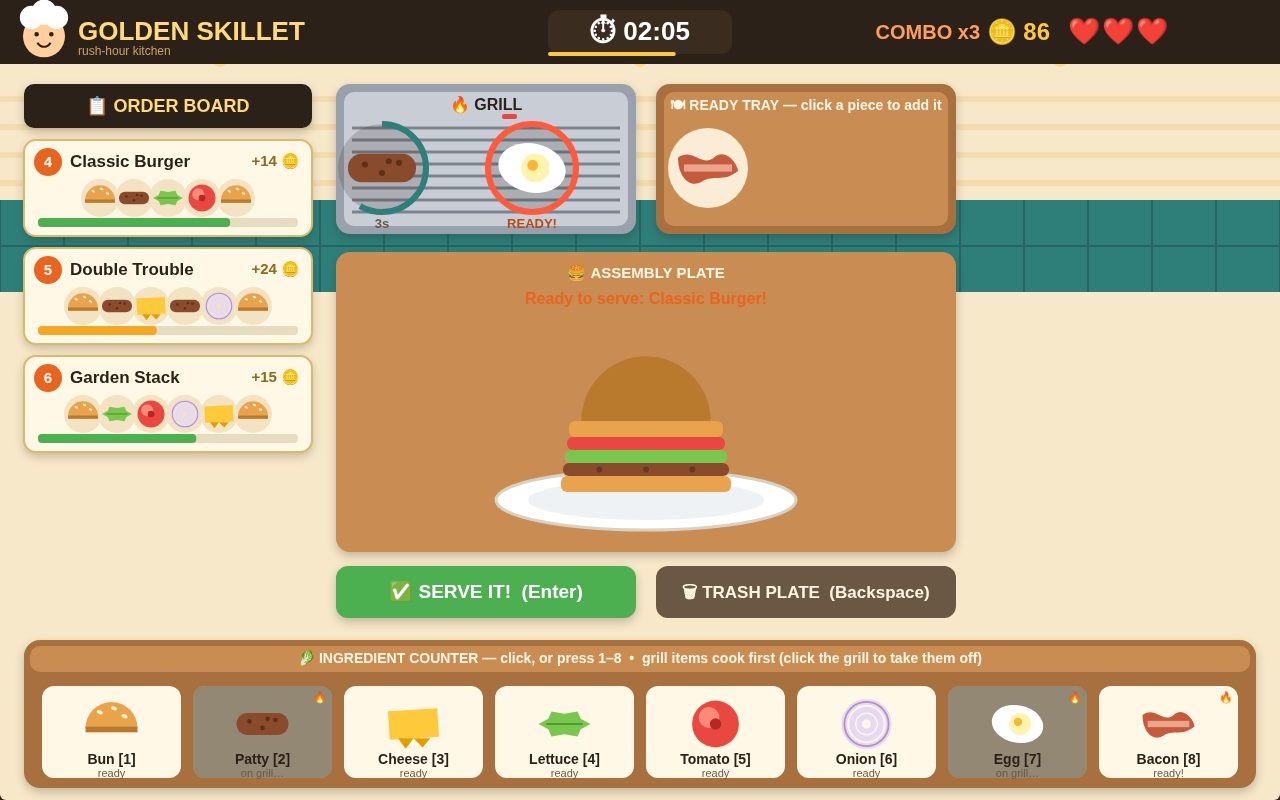 GOLDEN SKILLET
rush-hour kitchen
02:05
COMBO x3 86
ORDER BOARD
4 Classic Burger +14
5 Double Trouble +24
6 Garden Stack +15
GRILL
3s READY!
READY TRAY — click a piece to add it
ASSEMBLY PLATE
Ready to serve: Classic Burger!
SERVE IT! (Enter)
TRASH PLATE (Backspace)
INGREDIENT COUNTER — click, or press 1–8 • grill items cook first (click the grill to take them off)
Bun [1]
ready
Patty [2]
on grill…
Cheese [3]
ready
Lettuce [4]
ready
Tomato [5]
ready
Onion [6]
ready
Egg [7]
on grill…
Bacon [8]
ready!